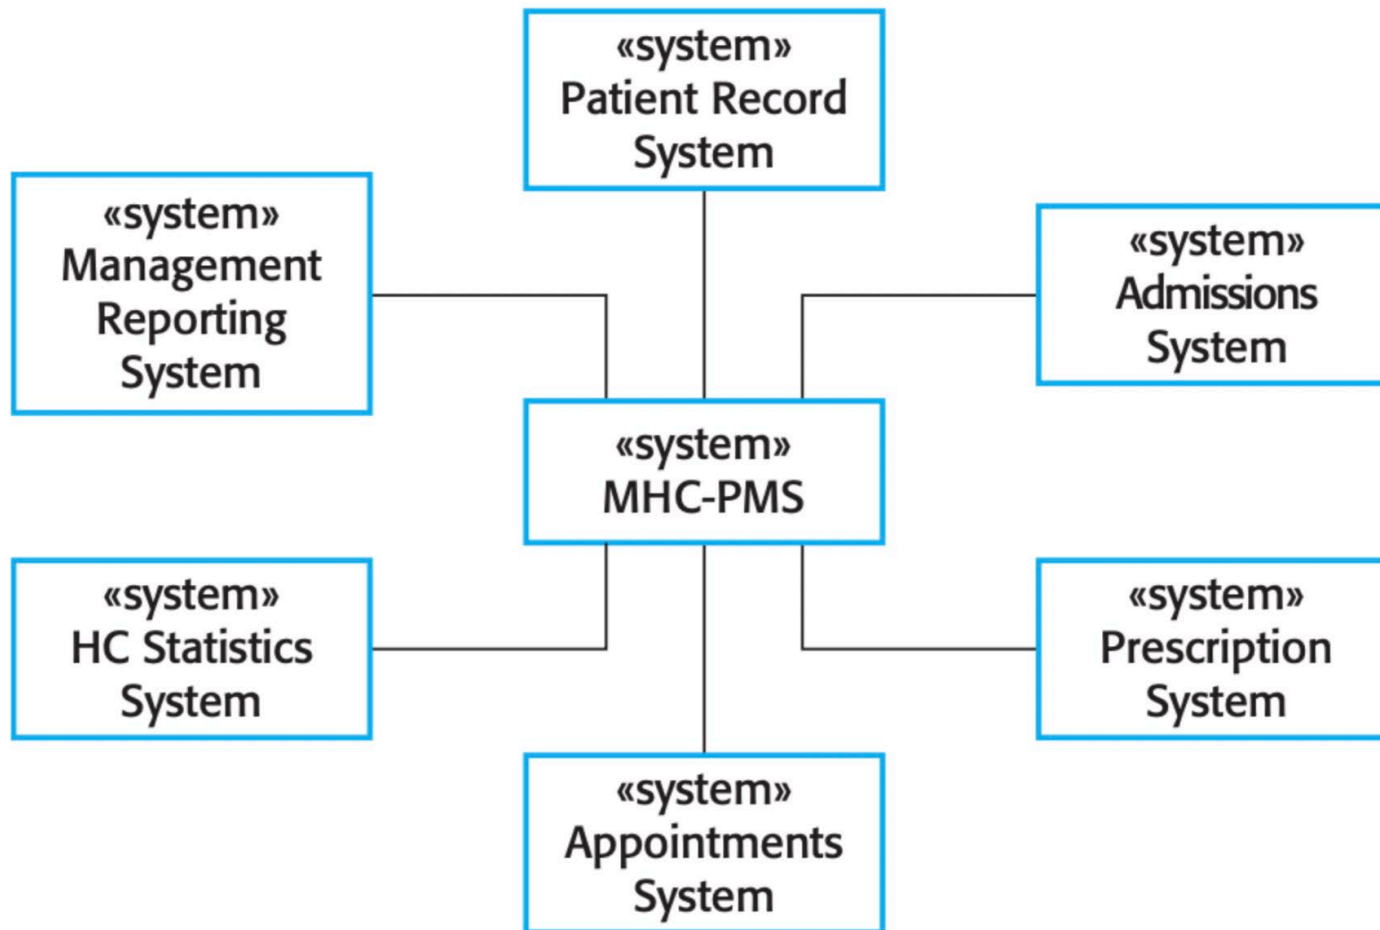 «system»
Patient Record
System
«system»
Management
Reporting
System
«system»
Admissions
System
«system»
MHC-PMS
«system»
HC Statistics
System
«system»
Prescription
System
«system»
Appointments
System